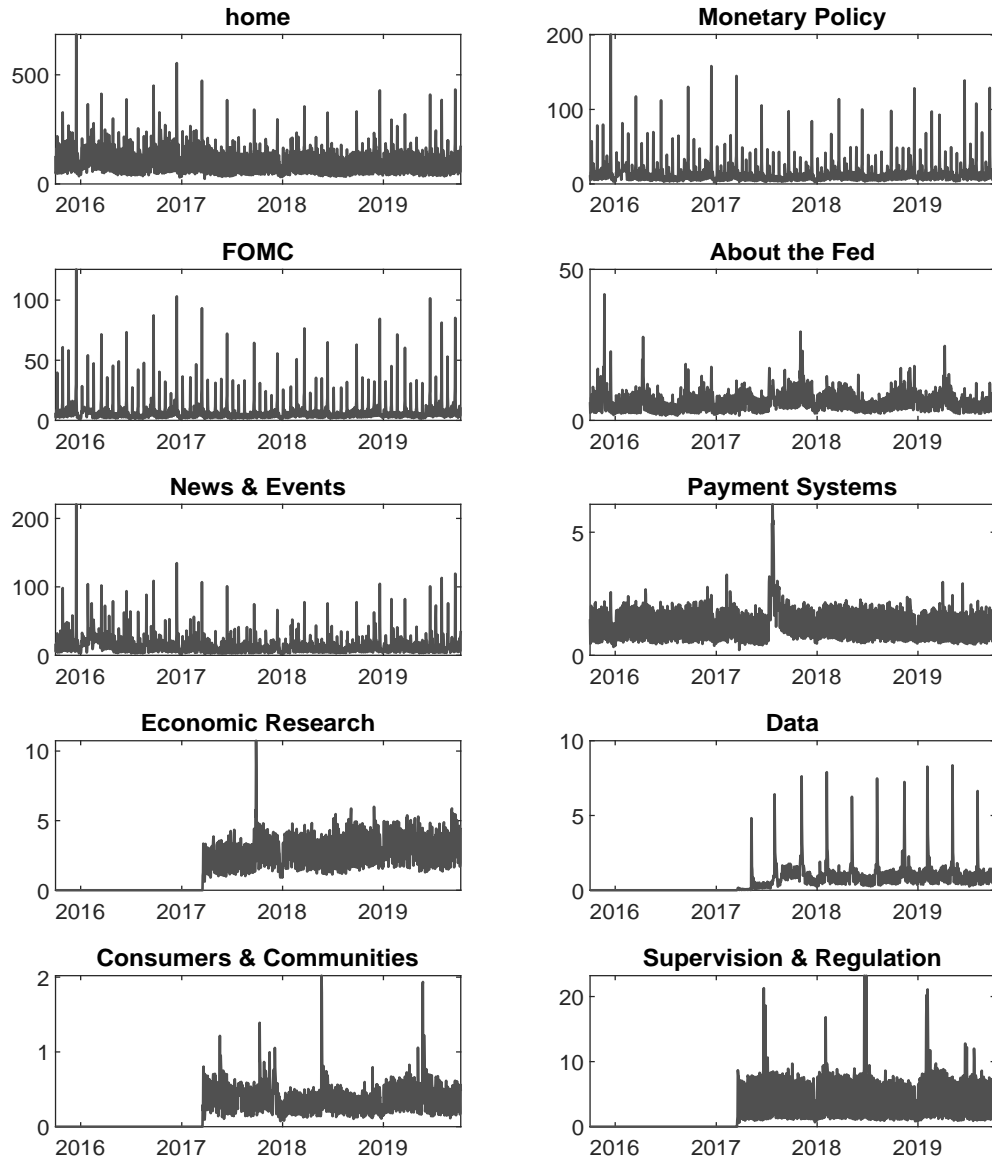 home
500
0
2016 2017 2018 2019
Monetary Policy
200
100
0
2016 2017 2018 2019
FOMC
100
50
0
2016 2017 2018 2019
About the Fed
50
0
2016 2017 2018 2019
News & Events
200
100
0
2016 2017 2018 2019
Payment Systems
5
0
2016 2017 2018 2019
Economic Research
10
5
0
2016 2017 2018 2019
Data
10
5
0
2016 2017 2018 2019
Consumers & Communities
2
1
0
2016 2017 2018 2019
Supervision & Regulation
20
10
0
2016 2017 2018 2019